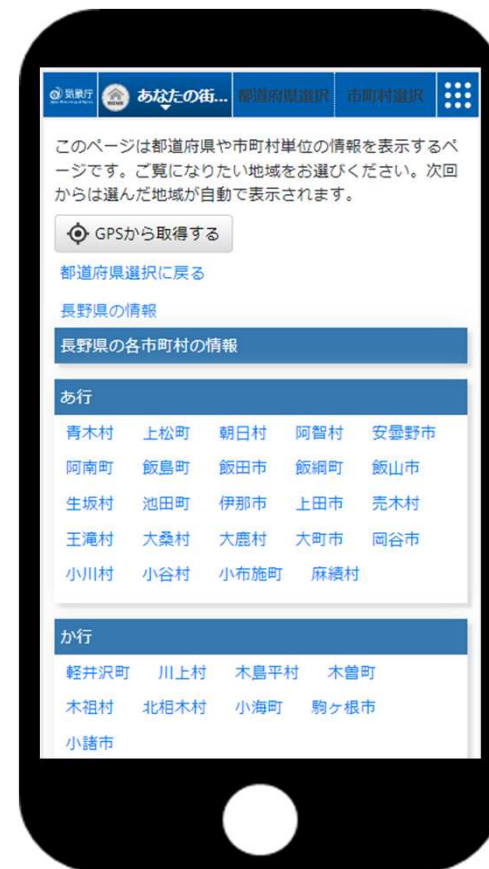 気象庁 HOME あなたの街... 都道府県選択 市町村選択
このページは都道府県や市町村単位の情報を表示するペ
ージです。ご覧になりたい地域をお選びください。次回
からは選んだ地域が自動で表示されます。
GPSから取得する
都道府県選択に戻る
長野県の情報
長野県の各市町村の情報
あ行
青木村 上松町 朝日村 阿智村 安曇野市
阿南町 飯島町 飯田市 飯綱町 飯山市
生坂村 池田町 伊那市 上田市 売木村
王滝村 大桑村 大鹿村 大町市 岡谷市
小川村 小谷村 小布施町 麻績村
か行
軽井沢町 川上村 木島平村 木曽町
木祖村 北相木村 小海町 駒ヶ根市
小諸市